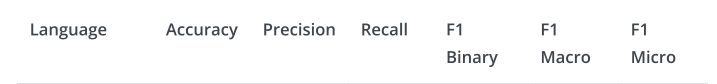 Language Accuracy Precision Recall F1 F1 F1
Binary Macro Micro